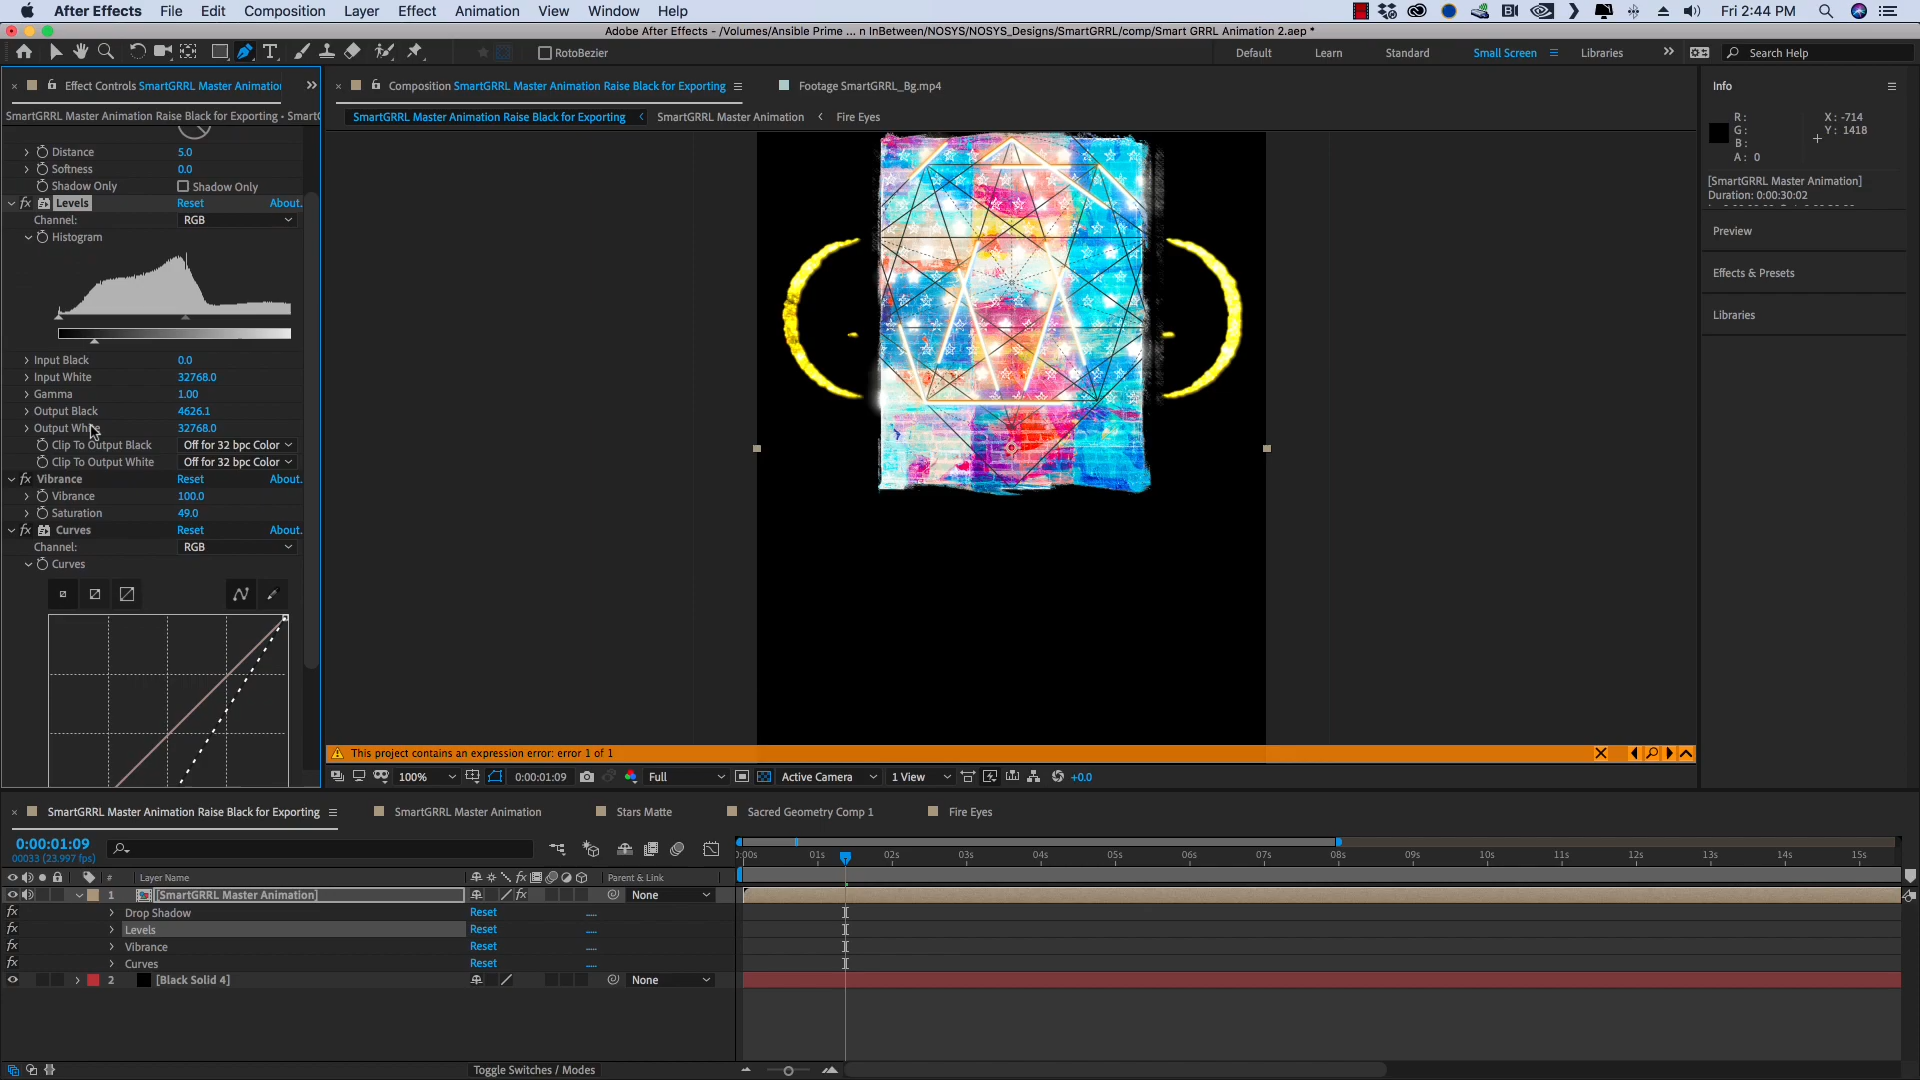 After Effects File Edit Composition Layer Effect Animation View Window Help Fri 2:44 PM
Adobe After Effects - /Volumes/Ansible Prime ... n InBetween/NOSYS/NOSYS_Designs/SmartGRRL/comp/Smart GRRL Animation 2.aep *
RotoBezier Default Learn Standard Small Screen Libraries Search Help
Effect Controls SmartGRRL Master Animatio
Composition SmartGRRL Master Animation Raise Black for Exporting
Footage SmartGRRL_Bg.mp4
Info
SmartGRRL Master Animation Raise Black for Exporting • Smart
SmartGRRL Master Animation Raise Black for Exporting SmartGRRL Master Animation Fire Eyes
R: X: -714
G: Y: 1418
B:
A: 0
[SmartGRRL Master Animation]
Duration: 0:00:30:02
Preview
Effects & Presets
Libraries
Distance 5.0
Softness 0.0
Shadow Only Shadow Only
fx Levels Reset About.
Channel: RGB
Histogram
Input Black 0.0
Input White 32768.0
Gamma 1.00
Output Black 4626.1
Output White 32768.0
Clip To Output Black Off for 32 bpc Color
Clip To Output White Off for 32 bpc Color
fx Vibrance Reset About.
Vibrance 100.0
Saturation 49.0
fx Curves Reset About.
Channel: RGB
Curves
This project contains an expression error: error 1 of 1
100% 0:00:01:09 Full Active Camera 1 View +0.0
SmartGRRL Master Animation Raise Black for Exporting SmartGRRL Master Animation Stars Matte Sacred Geometry Comp 1 Fire Eyes
0:00:01:09
00033 (23.997 fps)
:00s 01s 02s 03s 04s 05s 06s 07s 08s 09s 10s 11s 12s 13s 14s 15s
# Layer Name fx Parent & Link
1 [SmartGRRL Master Animation] fx None
fx Drop Shadow Reset
fx Levels Reset
fx Vibrance Reset
fx Curves Reset
2 [Black Solid 4] None
Toggle Switches / Modes